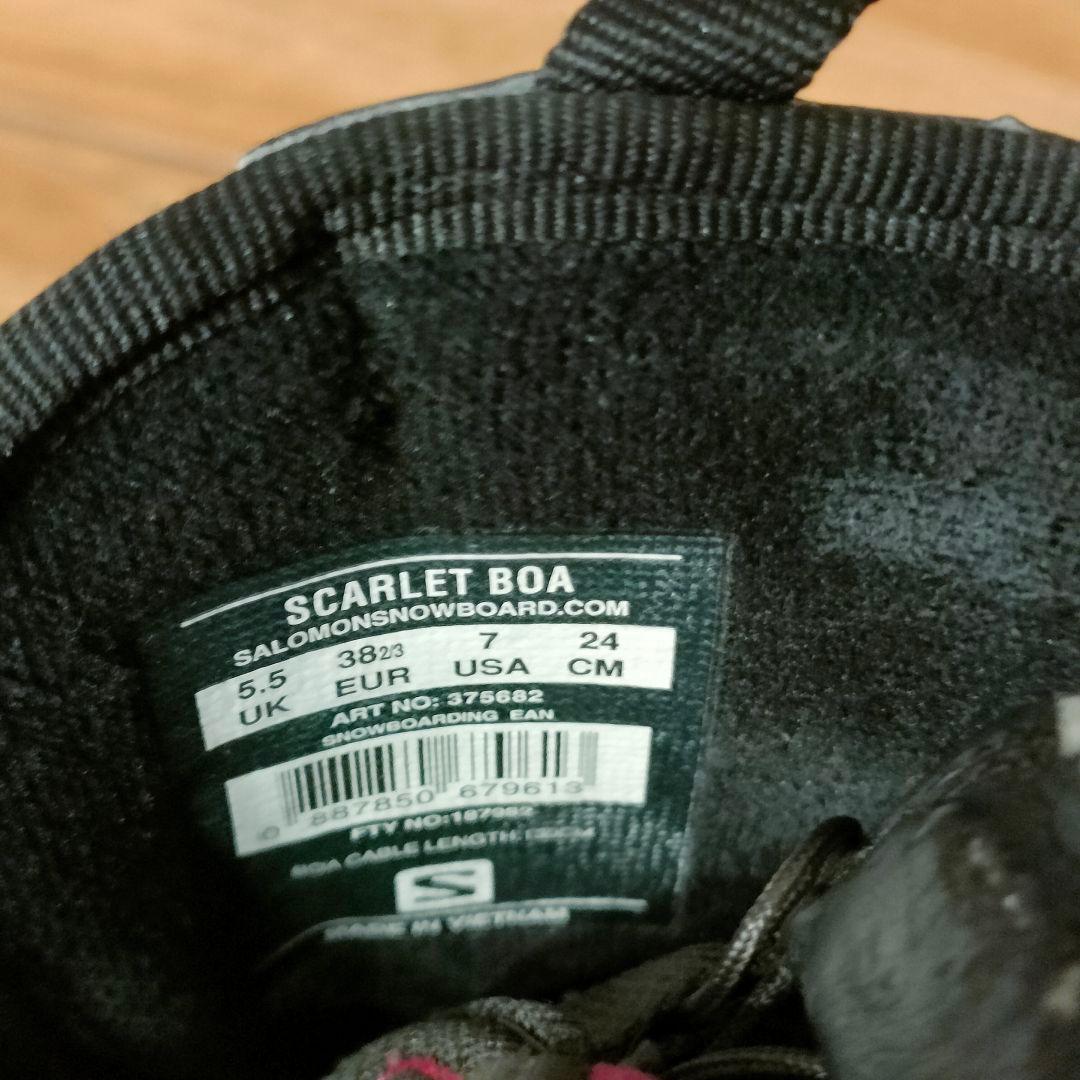 SCARLET BOA
SALOMONSNOWBOARD.COM
5.5 38 2/3 7 24
UK EUR USA CM
ART NO: 375682
SNOWBOARDING EAN
0 887850 679613
FTY NO:
BOA CABLE LENGTH:
S
MADE IN VIETNAM